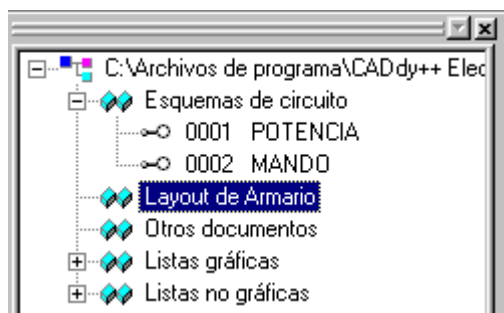 C:\Archivos de programa\CADdy++ Elec
Esquemas de circuito
0001 POTENCIA
0002 MANDO
Layout de Armario
Otros documentos
Listas gráficas
Listas no gráficas